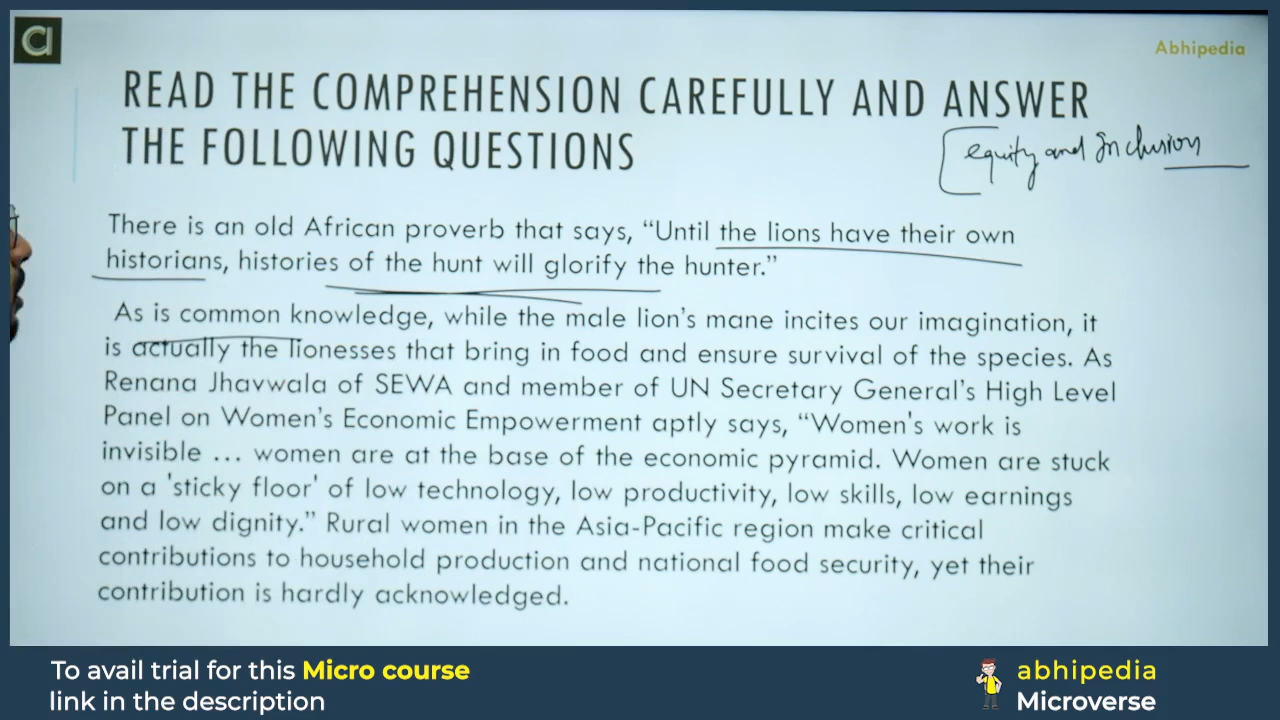 Abhipedia
READ THE COMPREHENSION CAREFULLY AND ANSWER
THE FOLLOWING QUESTIONS
equity and Inclusion
There is an old African proverb that says, “Until the lions have their own
historians, histories of the hunt will glorify the hunter.”
As is common knowledge, while the male lion's mane incites our imagination, it
is actually the lionesses that bring in food and ensure survival of the species. As
Renana Jhavwala of SEWA and member of UN Secretary General's High Level
Panel on Women's Economic Empowerment aptly says, “Women's work is
invisible ... women are at the base of the economic pyramid. Women are stuck
on a 'sticky floor' of low technology, low productivity, low skills, low earnings
and low dignity.” Rural women in the Asia-Pacific region make critical
contributions to household production and national food security, yet their
contribution is hardly acknowledged.
To avail trial for this Micro course
link in the description
abhipedia
Microverse